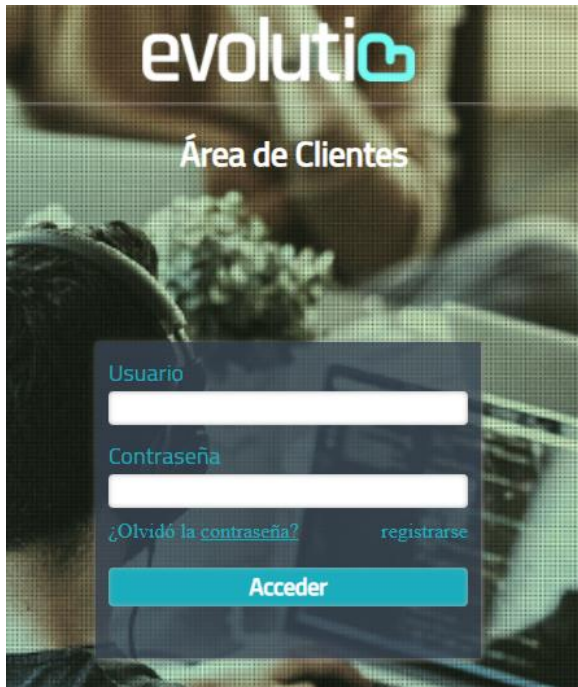 evolutio
Área de Clientes
Usuario
Contraseña
¿Olvidó la contraseña? registrarse
Acceder